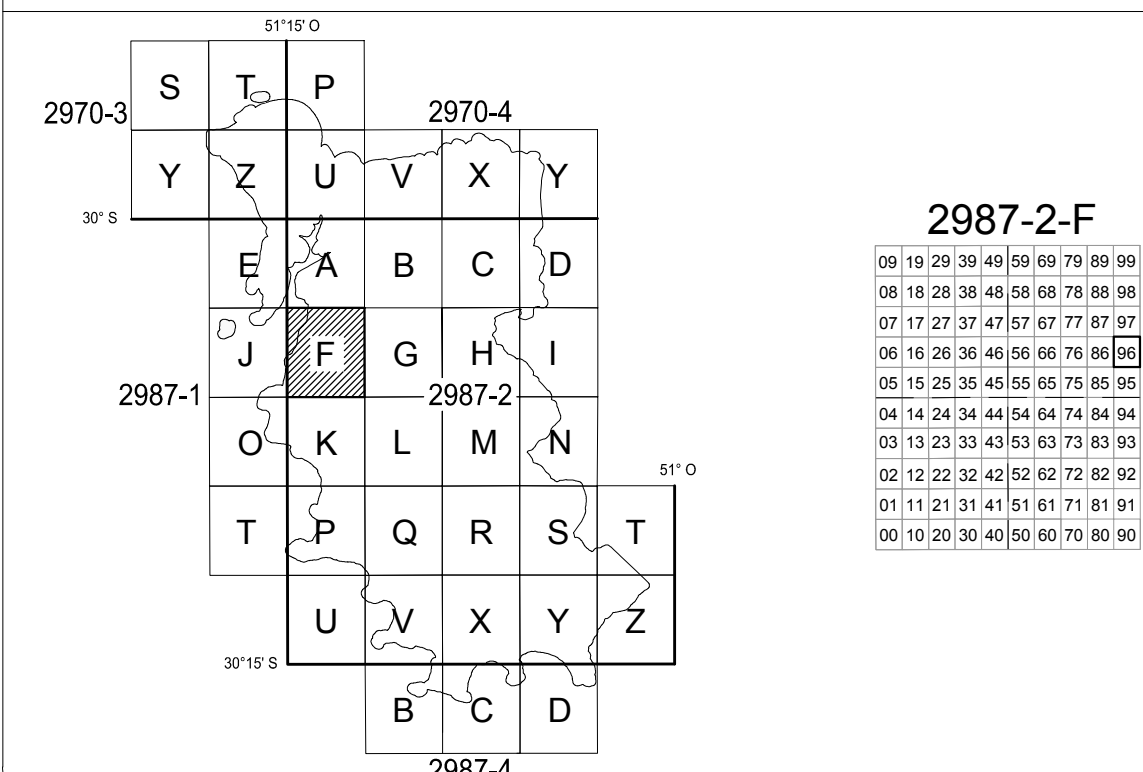 51°15' O
S T P
2970-3
2970-4
Y Z U V X Y
30° S
E A B C D
J F G H I
2987-1
2987-2
O K L M N
51° O
T P Q R S T
U V X Y Z
30°15' S
B C D
2987-4
2987-2-F
09 19 29 39 49 59 69 79 89 99
08 18 28 38 48 58 68 78 88 98
07 17 27 37 47 57 67 77 87 97
06 16 26 36 46 56 66 76 86 96
05 15 25 35 45 55 65 75 85 95
04 14 24 34 44 54 64 74 84 94
03 13 23 33 43 53 63 73 83 93
02 12 22 32 42 52 62 72 82 92
01 11 21 31 41 51 61 71 81 91
00 10 20 30 40 50 60 70 80 90